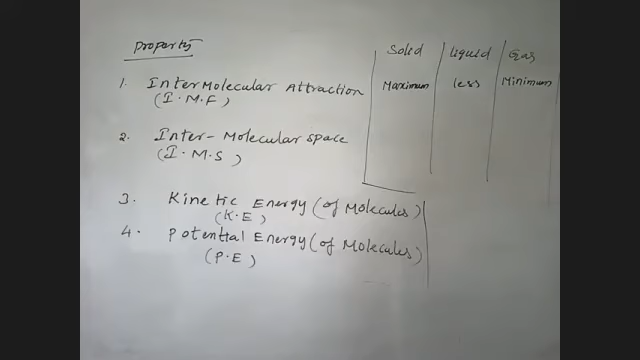 Property Solid Liquid Gas
1. InterMolecular Attraction Maximum Less Minimum
(I.M.F)
2. Inter-Molecular space
(I.M.S)
3. Kinetic Energy (of Molecules)
(K.E)
4. Potential Energy (of Molecules)
(P.E)